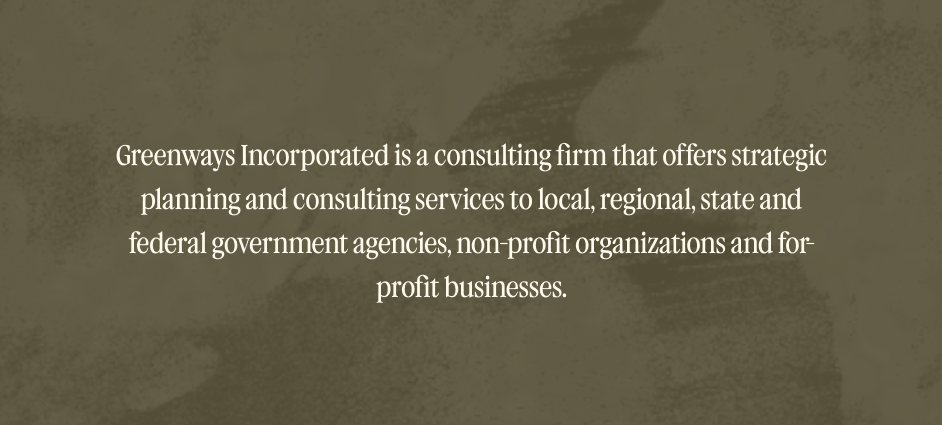 Greenways Incorporated is a consulting firm that offers strategic
planning and consulting services to local, regional, state and
federal government agencies, non-profit organizations and for-
profit businesses.